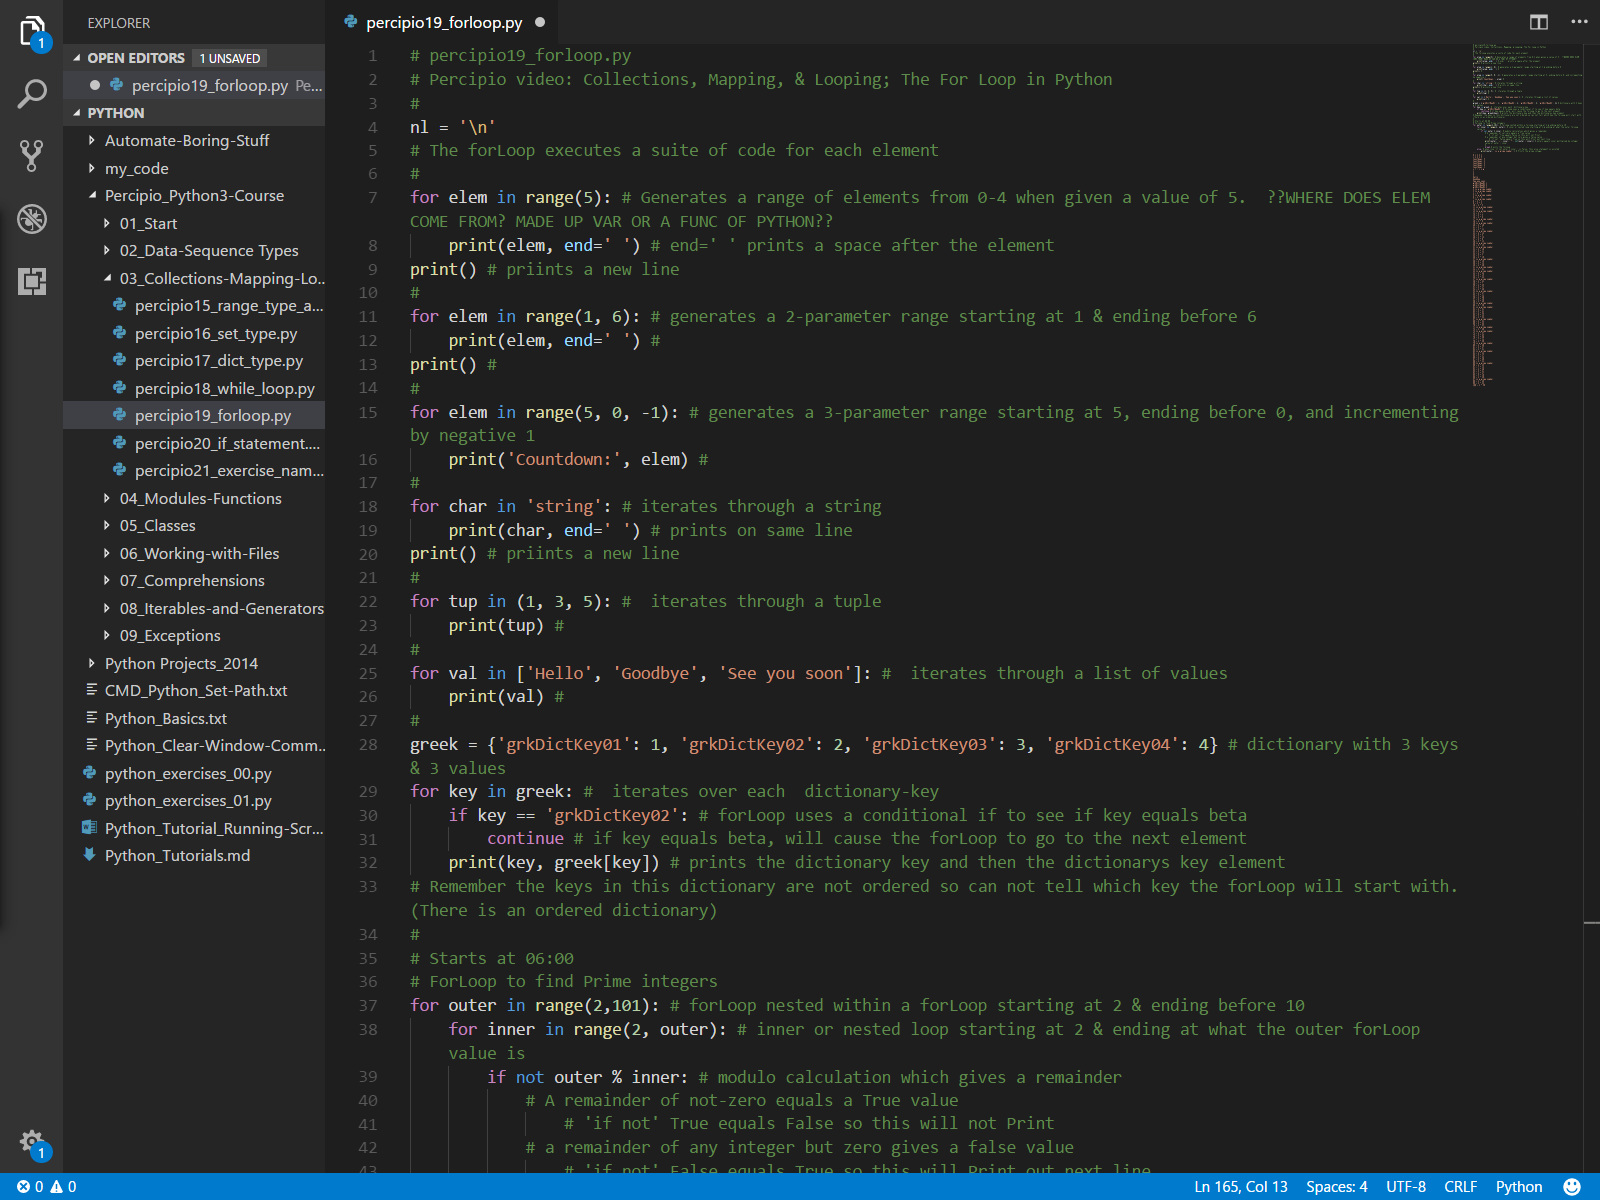 EXPLORER
OPEN EDITORS 1 UNSAVED
percipio19_forloop.py Pe...
PYTHON
Automate-Boring-Stuff
my_code
Percipio_Python3-Course
01_Start
02_Data-Sequence Types
03_Collections-Mapping-Lo...
percipio15_range_type_a...
percipio16_set_type.py
percipio17_dict_type.py
percipio18_while_loop.py
percipio19_forloop.py
percipio20_if_statement....
percipio21_exercise_nam...
04_Modules-Functions
05_Classes
06_Working-with-Files
07_Comprehensions
08_Iterables-and-Generators
09_Exceptions
Python Projects_2014
CMD_Python_Set-Path.txt
Python_Basics.txt
Python_Clear-Window-Comm...
python_exercises_00.py
python_exercises_01.py
Python_Tutorial_Running-Scr...
Python_Tutorials.md
1
1
percipio19_forloop.py
1 # percipio19_forloop.py
2 # Percipio video: Collections, Mapping, & Looping; The For Loop in Python
3 #
4 nl = '\n'
5 # The forLoop executes a suite of code for each element
6 #
7 for elem in range(5): # Generates a range of elements from 0-4 when given a value of 5.  ??WHERE DOES ELEM
COME FROM? MADE UP VAR OR A FUNC OF PYTHON??
8     print(elem, end=' ') # end=' ' prints a space after the element
9 print() # priints a new line
10 #
11 for elem in range(1, 6): # generates a 2-parameter range starting at 1 & ending before 6
12     print(elem, end=' ') #
13 print() #
14 #
15 for elem in range(5, 0, -1): # generates a 3-parameter range starting at 5, ending before 0, and incrementing
by negative 1
16     print('Countdown:', elem) #
17 #
18 for char in 'string': # iterates through a string
19     print(char, end=' ') # prints on same line
20 print() # priints a new line
21 #
22 for tup in (1, 3, 5): #  iterates through a tuple
23     print(tup) #
24 #
25 for val in ['Hello', 'Goodbye', 'See you soon']: #  iterates through a list of values
26     print(val) #
27 #
28 greek = {'grkDictKey01': 1, 'grkDictKey02': 2, 'grkDictKey03': 3, 'grkDictKey04': 4} # dictionary with 3 keys
& 3 values
29 for key in greek: #  iterates over each  dictionary-key
30     if key == 'grkDictKey02': # forLoop uses a conditional if to see if key equals beta
31         continue # if key equals beta, will cause the forLoop to go to the next element
32     print(key, greek[key]) # prints the dictionary key and then the dictionarys key element
33 # Remember the keys in this dictionary are not ordered so can not tell which key the forLoop will start with.
(There is an ordered dictionary)
34 #
35 # Starts at 06:00
36 # ForLoop to find Prime integers
37 for outer in range(2,101): # forLoop nested within a forLoop starting at 2 & ending before 10
38     for inner in range(2, outer): # inner or nested loop starting at 2 & ending at what the outer forLoop
value is
39         if not outer % inner: # modulo calculation which gives a remainder
40             # A remainder of not-zero equals a True value
41                 # 'if not' True equals False so this will not Print
42             # a remainder of any integer but zero gives a false value
43                 # 'if not' False equals True so this will Print out next line
0 0
Ln 165, Col 13 Spaces: 4 UTF-8 CRLF Python